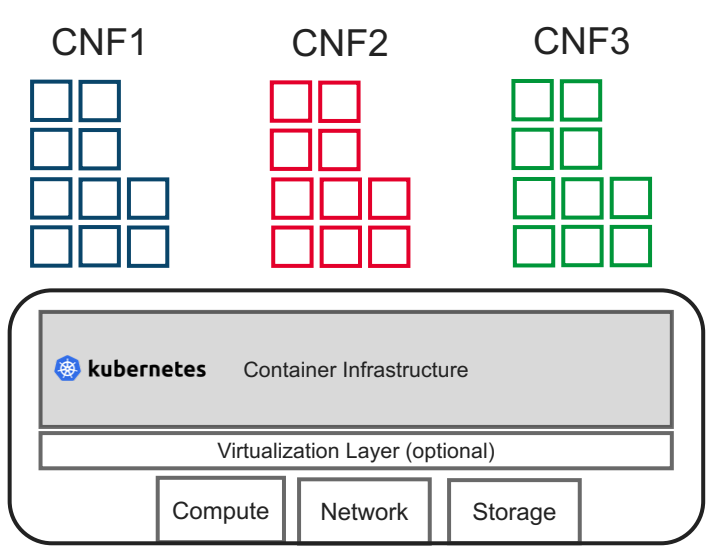 CNF1
CNF2
CNF3
kubernetes
Container Infrastructure
Virtualization Layer (optional)
Compute
Network
Storage